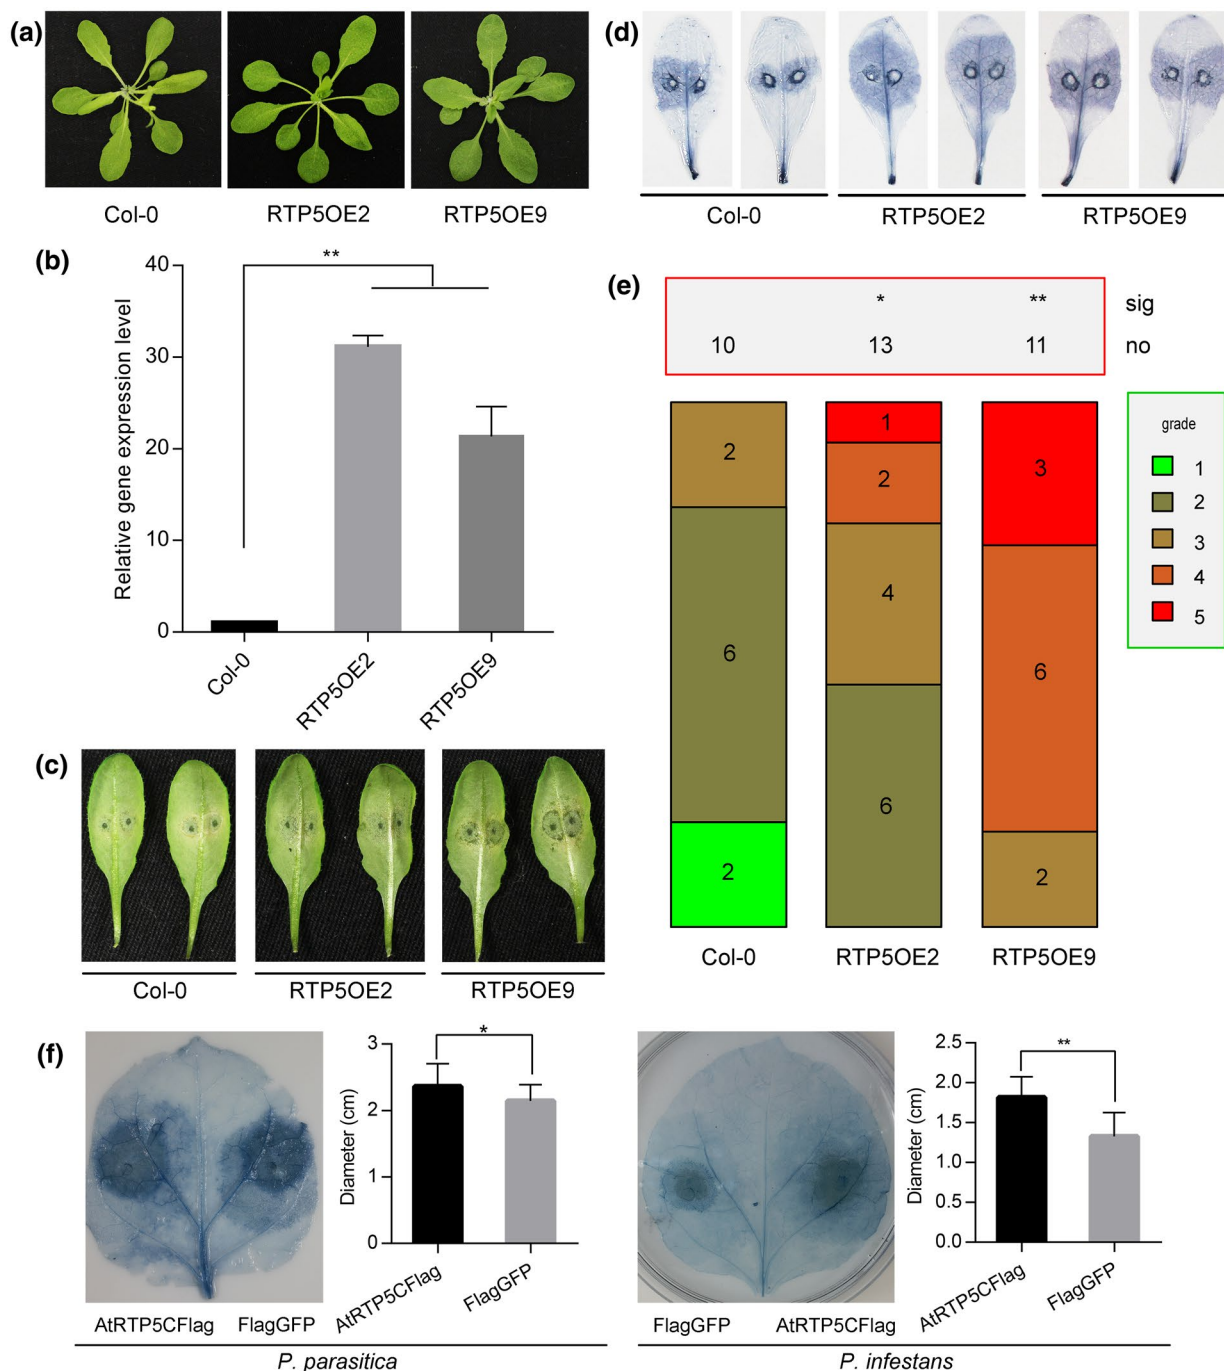 (a)
Col-0 RTP5OE2 RTP5OE9
(b)
Relative gene expression level
40
30
20
10
0
**
Col-0
RTP5OE2
RTP5OE9
(c)
Col-0 RTP5OE2 RTP5OE9
(d)
Col-0 RTP5OE2 RTP5OE9
(e)
* ** sig
10 13 11 no
2
6
2
1
2
4
6
3
6
2
Col-0 RTP5OE2 RTP5OE9
grade
1
2
3
4
5
(f)
AtRTP5CFlag FlagGFP
Diameter (cm)
3
2
1
0
*
AtRTP5CFlag
FlagGFP
P. parasitica
FlagGFP AtRTP5CFlag
Diameter (cm)
2.5
2.0
1.5
1.0
0.5
0.0
**
AtRTP5CFlag
FlagGFP
P. infestans